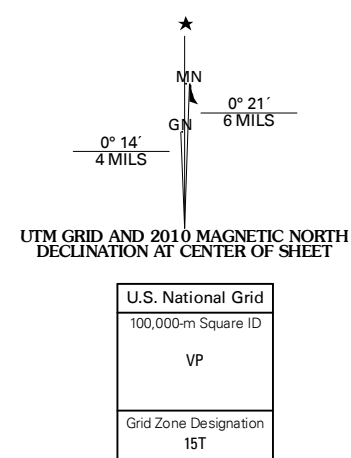 ★
MN
GN
0° 21´
6 MILS
0° 14´
4 MILS
UTM GRID AND 2010 MAGNETIC NORTH
DECLINATION AT CENTER OF SHEET
U.S. National Grid
100,000-m Square ID
VP
Grid Zone Designation
15T